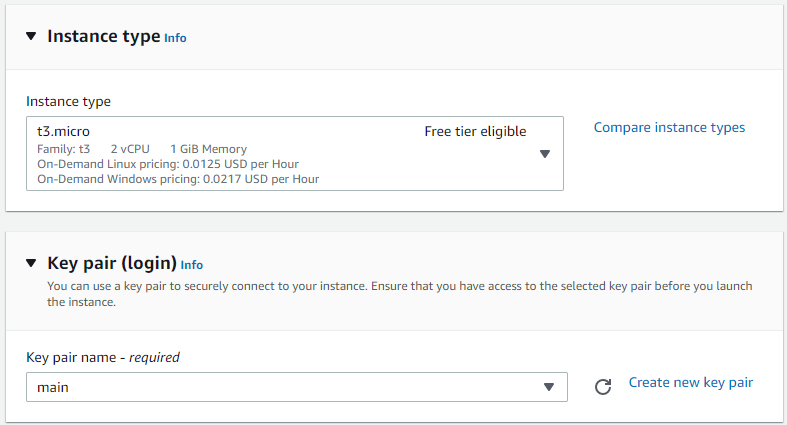 Instance type Info
Instance type
t3.micro Free tier eligible
Family: t3 2 vCPU 1 GiB Memory
On-Demand Linux pricing: 0.0125 USD per Hour
On-Demand Windows pricing: 0.0217 USD per Hour
Compare instance types
Key pair (login) Info
You can use a key pair to securely connect to your instance. Ensure that you have access to the selected key pair before you launch
the instance.
Key pair name - required
main
Create new key pair